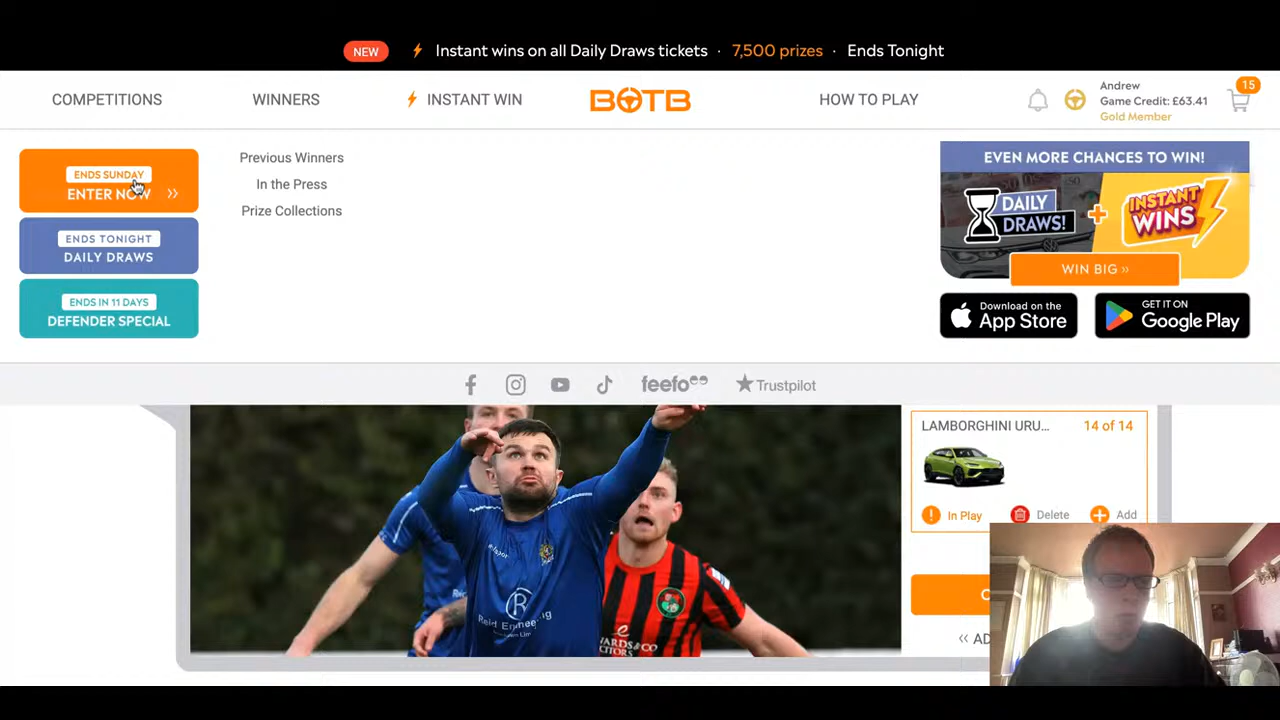 NEW Instant wins on all Daily Draws tickets · 7,500 prizes · Ends Tonight
COMPETITIONS
WINNERS
INSTANT WIN
BOTB
HOW TO PLAY
Andrew
Game Credit: £63.41
Gold Member
15
ENDS SUNDAY
ENTER NOW »
ENDS TONIGHT
DAILY DRAWS
ENDS IN 11 DAYS
DEFENDER SPECIAL
Previous Winners
In the Press
Prize Collections
EVEN MORE CHANCES TO WIN!
DAILY
DRAWS!
+
INSTANT
WINS
WIN BIG »
Download on the
App Store
GET IT ON
Google Play
feefo
Trustpilot
LAMBORGHINI URU... 14 of 14
In Play
Delete
Add
« AD
R
Reid Engineering